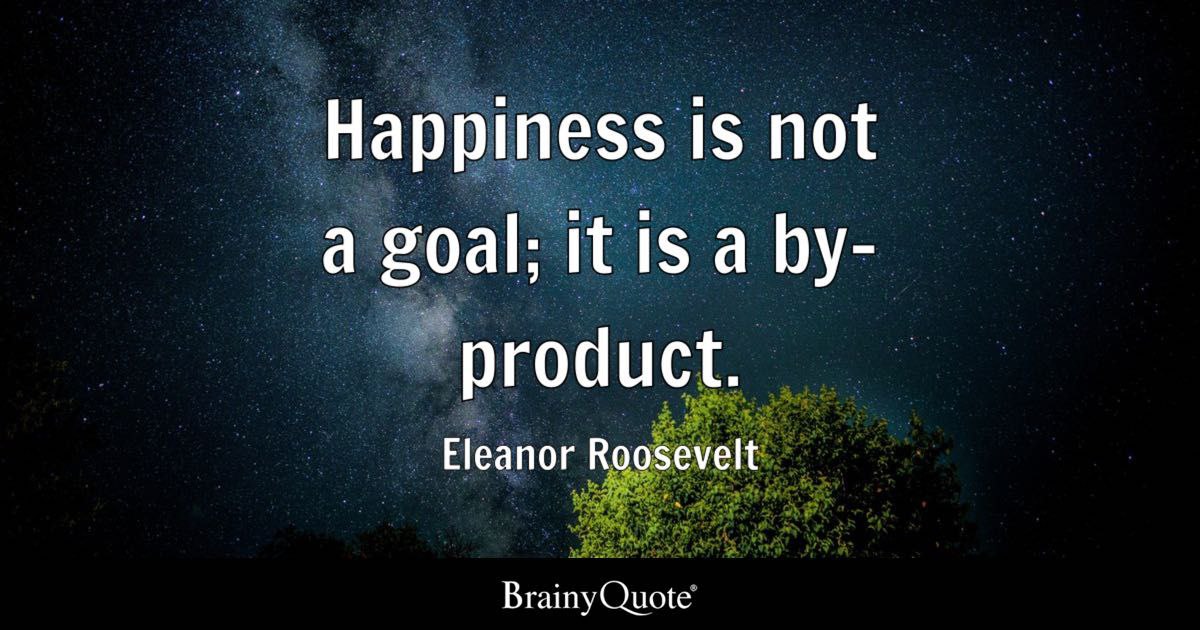 Happiness is not
a goal; it is a by-
product.
Eleanor Roosevelt
BrainyQuote®